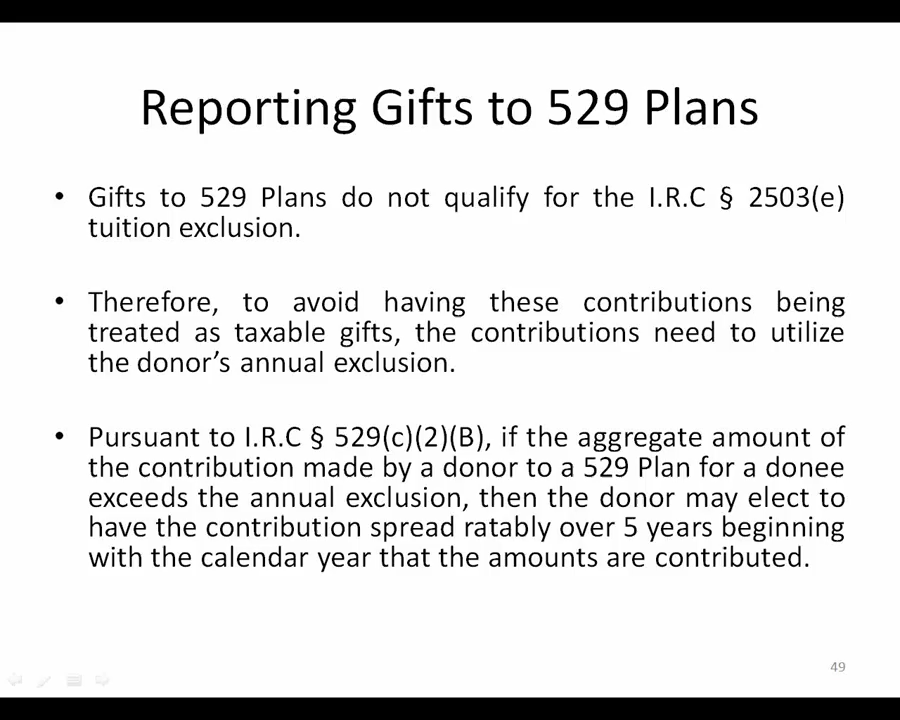 Reporting Gifts to 529 Plans
• Gifts to 529 Plans do not qualify for the I.R.C § 2503(e)
tuition exclusion.
• Therefore, to avoid having these contributions being
treated as taxable gifts, the contributions need to utilize
the donor’s annual exclusion.
• Pursuant to I.R.C § 529(c)(2)(B), if the aggregate amount of
the contribution made by a donor to a 529 Plan for a donee
exceeds the annual exclusion, then the donor may elect to
have the contribution spread ratably over 5 years beginning
with the calendar year that the amounts are contributed.
49